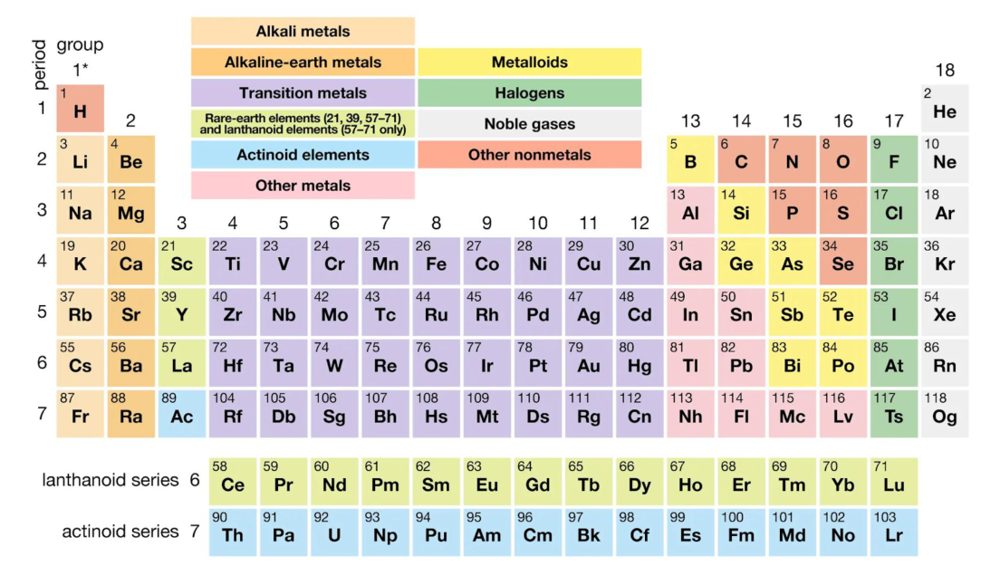 group
period
1*
18
Alkali metals
Alkaline-earth metals
Transition metals
Rare-earth elements (21, 39, 57–71)
and lanthanoid elements (57–71 only)
Actinoid elements
Other metals
Metalloids
Halogens
Noble gases
Other nonmetals
1 1 H 2 He
2 13 14 15 16 17
2 3 Li 4 Be 5 B 6 C 7 N 8 O 9 F 10 Ne
3 11 Na 12 Mg 13 Al 14 Si 15 P 16 S 17 Cl 18 Ar
3 4 5 6 7 8 9 10 11 12
4 19 K 20 Ca 21 Sc 22 Ti 23 V 24 Cr 25 Mn 26 Fe 27 Co 28 Ni 29 Cu 30 Zn 31 Ga 32 Ge 33 As 34 Se 35 Br 36 Kr
5 37 Rb 38 Sr 39 Y 40 Zr 41 Nb 42 Mo 43 Tc 44 Ru 45 Rh 46 Pd 47 Ag 48 Cd 49 In 50 Sn 51 Sb 52 Te 53 I 54 Xe
6 55 Cs 56 Ba 57 La 72 Hf 73 Ta 74 W 75 Re 76 Os 77 Ir 78 Pt 79 Au 80 Hg 81 Tl 82 Pb 83 Bi 84 Po 85 At 86 Rn
7 87 Fr 88 Ra 89 Ac 104 Rf 105 Db 106 Sg 107 Bh 108 Hs 109 Mt 110 Ds 111 Rg 112 Cn 113 Nh 114 Fl 115 Mc 116 Lv 117 Ts 118 Og
lanthanoid series 6 58 Ce 59 Pr 60 Nd 61 Pm 62 Sm 63 Eu 64 Gd 65 Tb 66 Dy 67 Ho 68 Er 69 Tm 70 Yb 71 Lu
actinoid series 7 90 Th 91 Pa 92 U 93 Np 94 Pu 95 Am 96 Cm 97 Bk 98 Cf 99 Es 100 Fm 101 Md 102 No 103 Lr